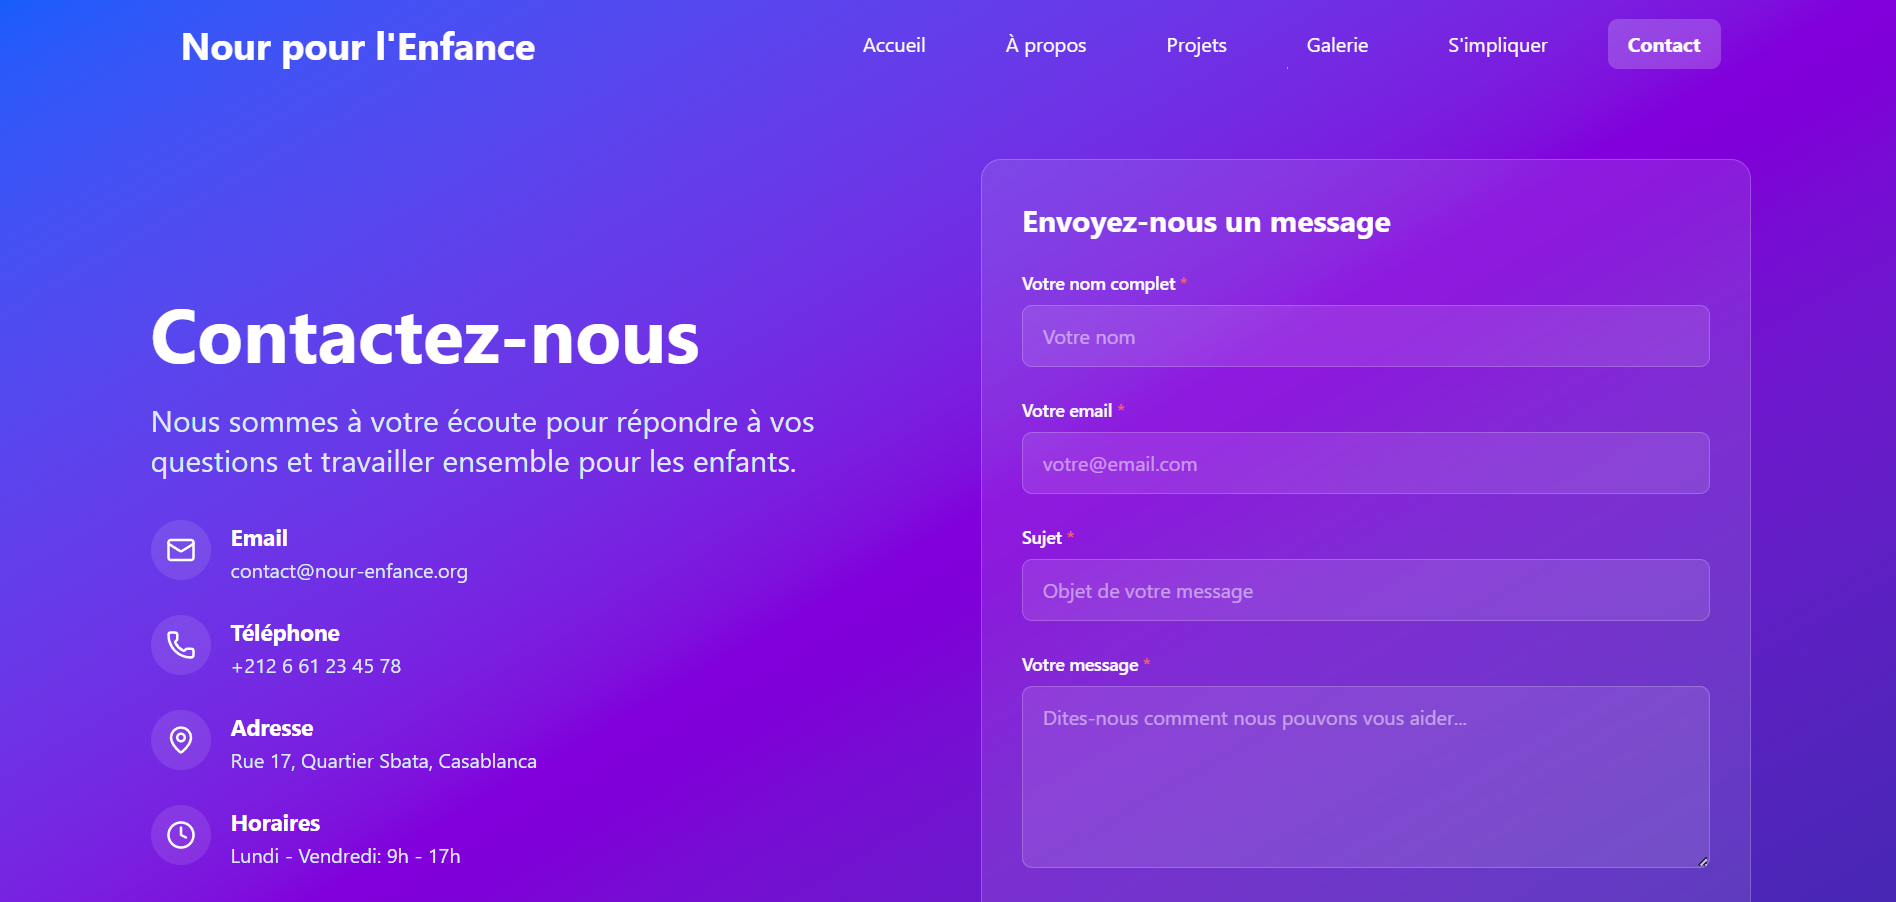 Nour pour l'Enfance
Accueil
À propos
Projets
Galerie
S'impliquer
Contact
Contactez-nous
Nous sommes à votre écoute pour répondre à vos
questions et travailler ensemble pour les enfants.
Email
contact@nour-enfance.org
Téléphone
+212 6 61 23 45 78
Adresse
Rue 17, Quartier Sbata, Casablanca
Horaires
Lundi - Vendredi: 9h - 17h
Envoyez-nous un message
Votre nom complet *
Votre nom
Votre email *
votre@email.com
Sujet *
Objet de votre message
Votre message *
Dites-nous comment nous pouvons vous aider...